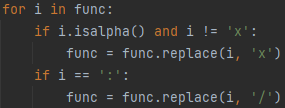 for i in func:
    if i.isalpha() and i != 'x':
        func = func.replace(i, 'x')
    if i == ':':
        func = func.replace(i, '/')